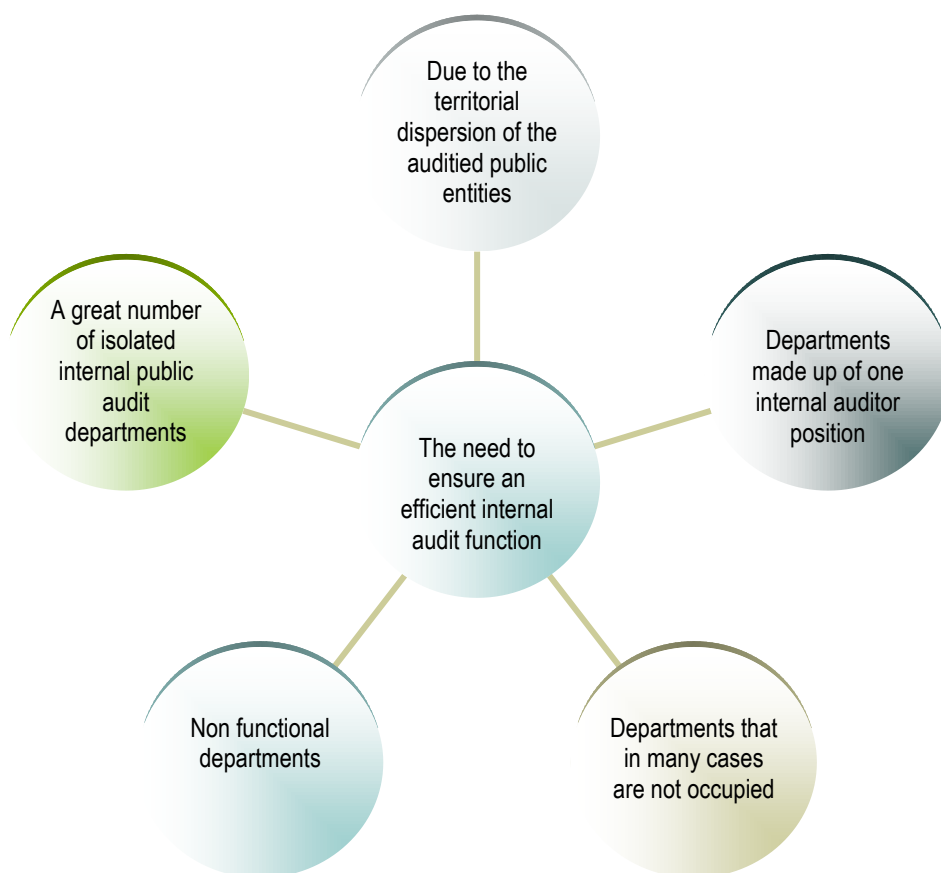 Due to the
territorial
dispersion of the
auditied public
entities
A great number
of isolated
internal public
audit
departments
Departments
made up of one
internal auditor
position
The need to
ensure an
efficient internal
audit function
Non functional
departments
Departments that
in many cases
are not occupied